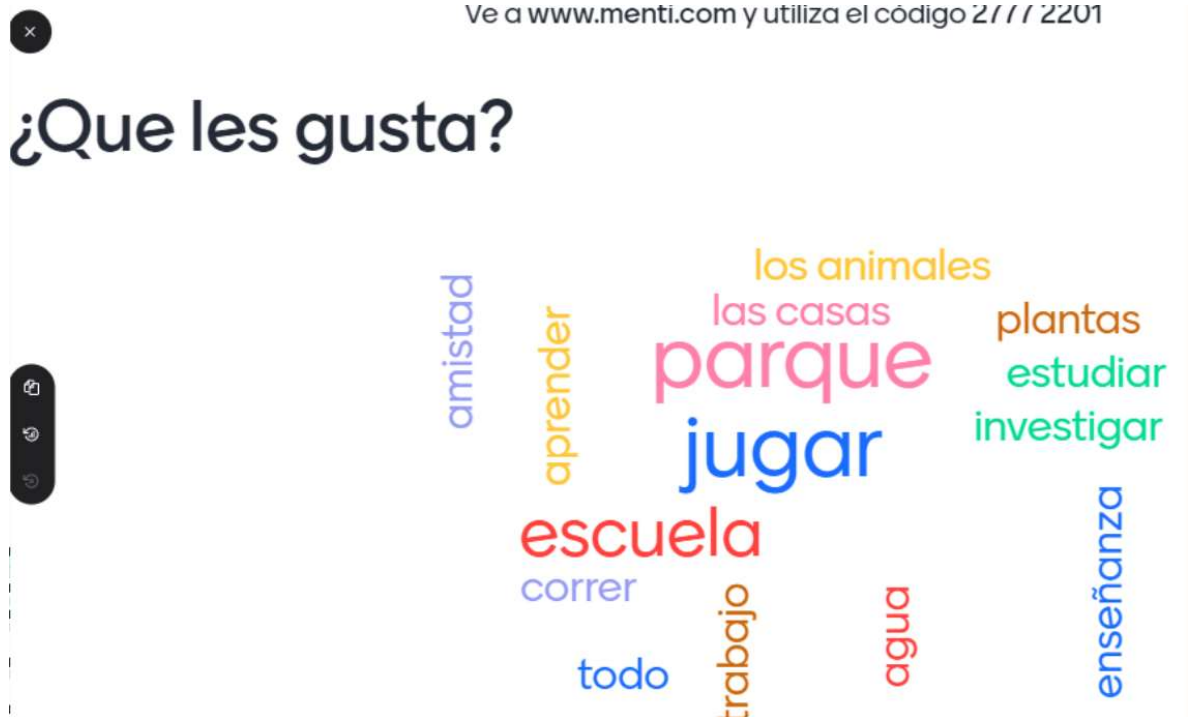 Ve a www.menti.com y utiliza el código 2777 2201
¿Que les gusta?
los animales
las casas
plantas
parque
amistad
aprender
estudiar
jugar
investigar
escuela
enseñanza
correr
trabajo
agua
todo